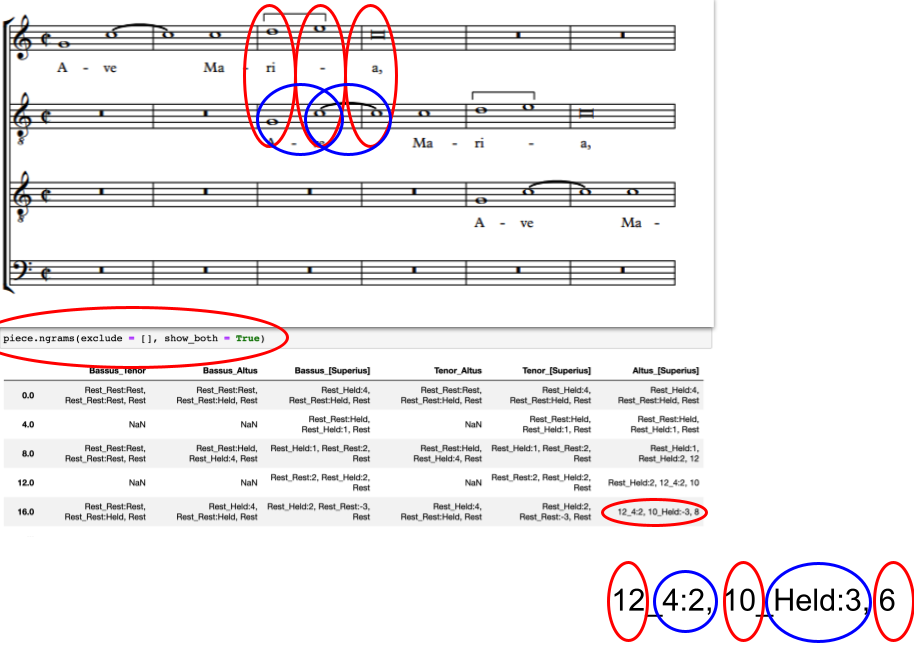 A - ve Ma - ri - a,
A - ve Ma - ri - a,
A - ve Ma -
piece.ngrams(exclude = [], show_both = True)
Bassus_Tenor Bassus_Altus Bassus_[Superius] Tenor_Altus Tenor_[Superius] Altus_[Superius]
0.0 Rest_Rest:Rest, Rest_Rest:Rest, Rest_Held:4, Rest_Rest:Rest, Rest_Held:4, Rest_Held:4,
Rest_Rest:Rest, Rest Rest_Rest:Held, Rest Rest_Rest:Held, Rest Rest_Rest:Held, Rest Rest_Rest:Held, Rest Rest_Rest:Held, Rest
4.0 NaN NaN Rest_Rest:Held, NaN Rest_Rest:Held, Rest_Rest:Held,
Rest_Held:1, Rest Rest_Held:1, Rest Rest_Held:1, Rest
8.0 Rest_Rest:Rest, Rest_Rest:Held, Rest_Held:1, Rest_Rest:2, Rest_Rest:Held, Rest_Held:1, Rest_Rest:2, Rest_Held:1,
Rest_Rest:Rest, Rest Rest_Held:4, Rest Rest Rest_Held:4, Rest Rest Rest_Held:2, 12
12.0 NaN NaN Rest_Rest:2, Rest_Held:2, NaN Rest_Rest:2, Rest_Held:2, Rest_Held:2, 12_4:2, 10
Rest Rest
16.0 Rest_Rest:Rest, Rest_Held:4, Rest_Held:2, Rest_Rest:-3, Rest_Held:4, Rest_Held:2, 12_4:2, 10_Held:-3, 8
Rest_Rest:Held, Rest Rest_Rest:Held, Rest Rest Rest_Rest:Held, Rest Rest_Rest:-3, Rest
12_4:2, 10_Held:3, 6